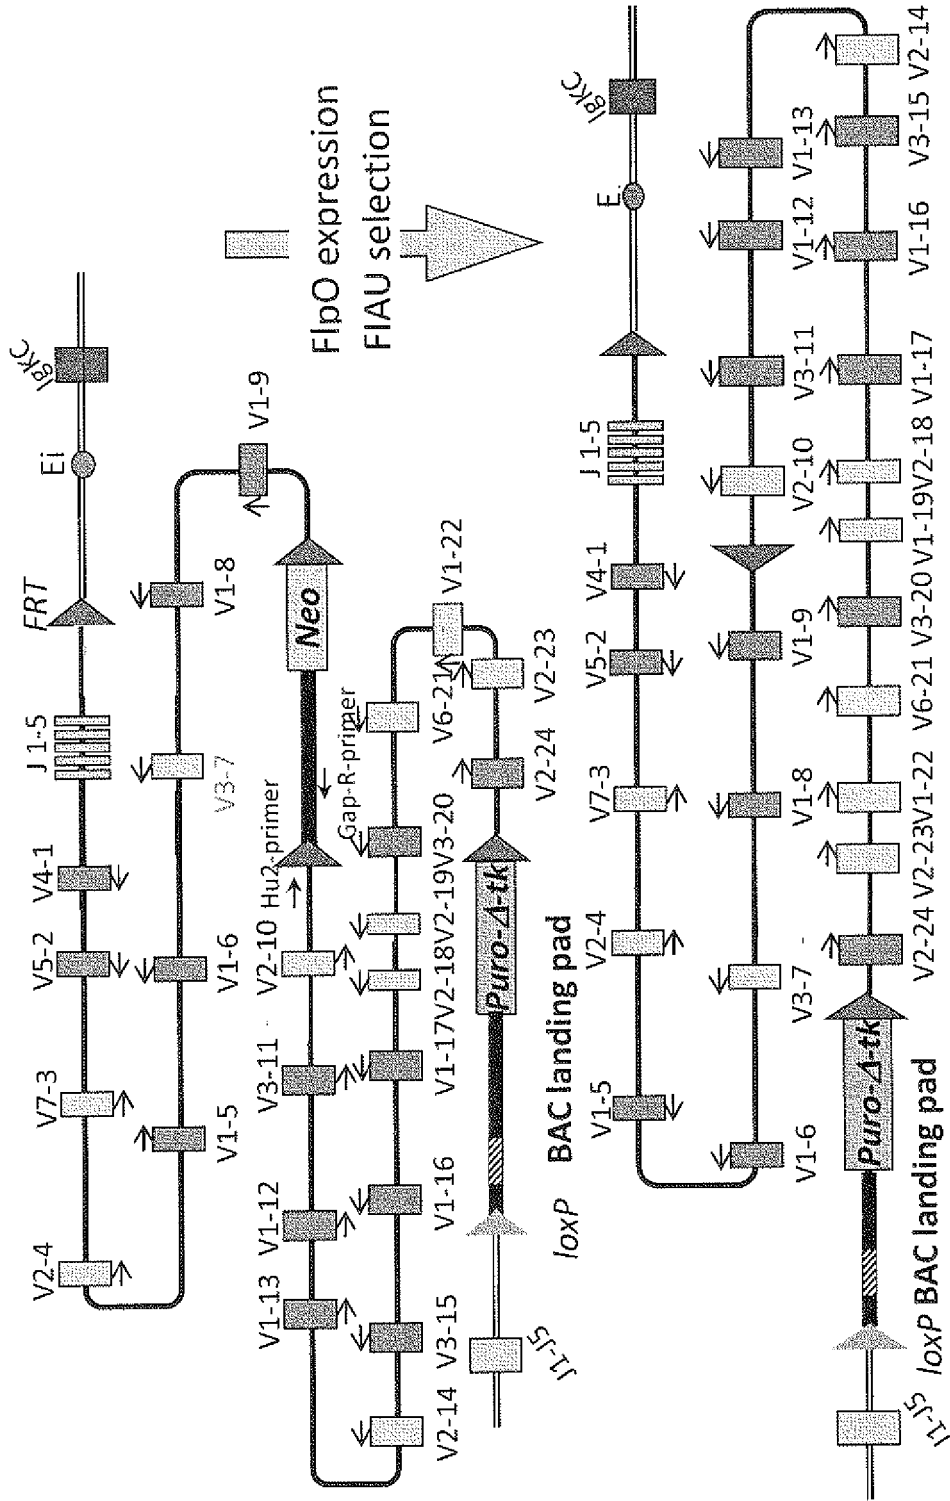 V2-4 V7-3 V5-2 V4-1 J 1-5 FRT Ei IgKC
V1-5 V1-6 V3-7 V1-8 V1-9
V1-13 V1-12 V3-11 V2-10 Hu2-primer Neo
Gap-R-primer
V2-14 V3-15 V1-16 V1-17 V2-18 V2-19 V3-20 V6-21 V1-22
J1-J5 loxP Puro-Δ-tk V2-24 V2-23
BAC landing pad
FlpO expression
FIAU selection
V1-5 V2-4 V7-3 V5-2 V4-1 J 1-5 E. IgKC
V1-6 V3-7 V1-8 V1-9 V2-10 V3-11 V1-12 V1-13
Puro-Δ-tk
J1-J5 loxP BAC landing pad V2-24 V2-23 V1-22 V6-21 V3-20 V1-19 V2-18 V1-17 V1-16 V3-15 V2-14